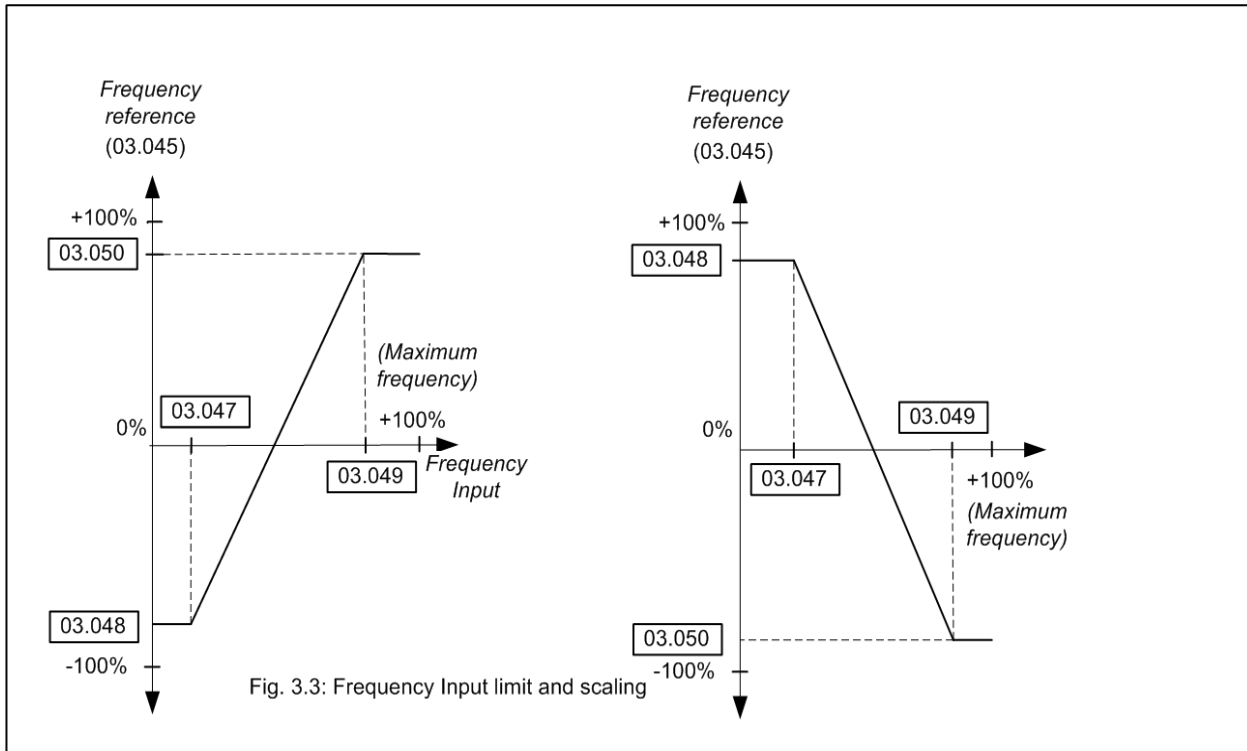 Frequency
reference
(03.045)
+100%
03.050
(Maximum
frequency)
03.047
+100%
0%
03.049
Frequency
Input
03.048
-100%
Frequency
reference
(03.045)
+100%
03.048
03.049
0%
03.047
+100%
(Maximum
frequency)
03.050
-100%
Fig. 3.3: Frequency Input limit and scaling